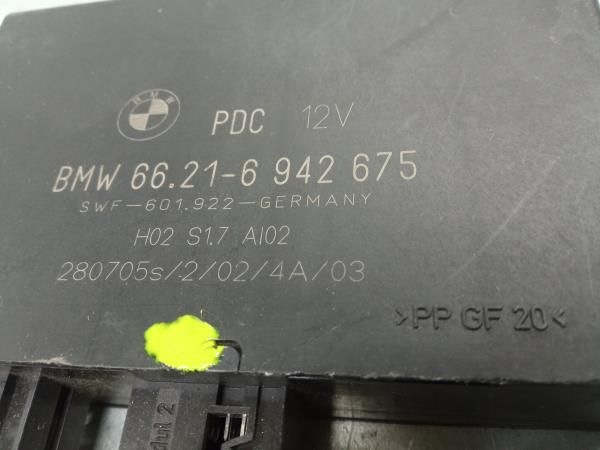 BMW
PDC 12V
BMW 66.21-6 942 675
SWF-601.922-GERMANY
H02 S1.7 AI02
280705s/2/02/4A/03
>PP GF 20<